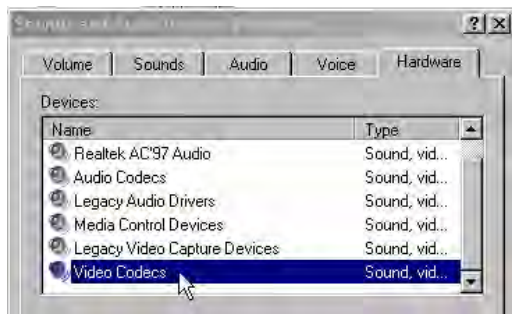 Volume Sounds Audio Voice Hardware
Devices:
Name Type
Realtek AC'97 Audio Sound, vid...
Audio Codecs Sound, vid...
Legacy Audio Drivers Sound, vid...
Media Control Devices Sound, vid...
Legacy Video Capture Devices Sound, vid...
Video Codecs Sound, vid...